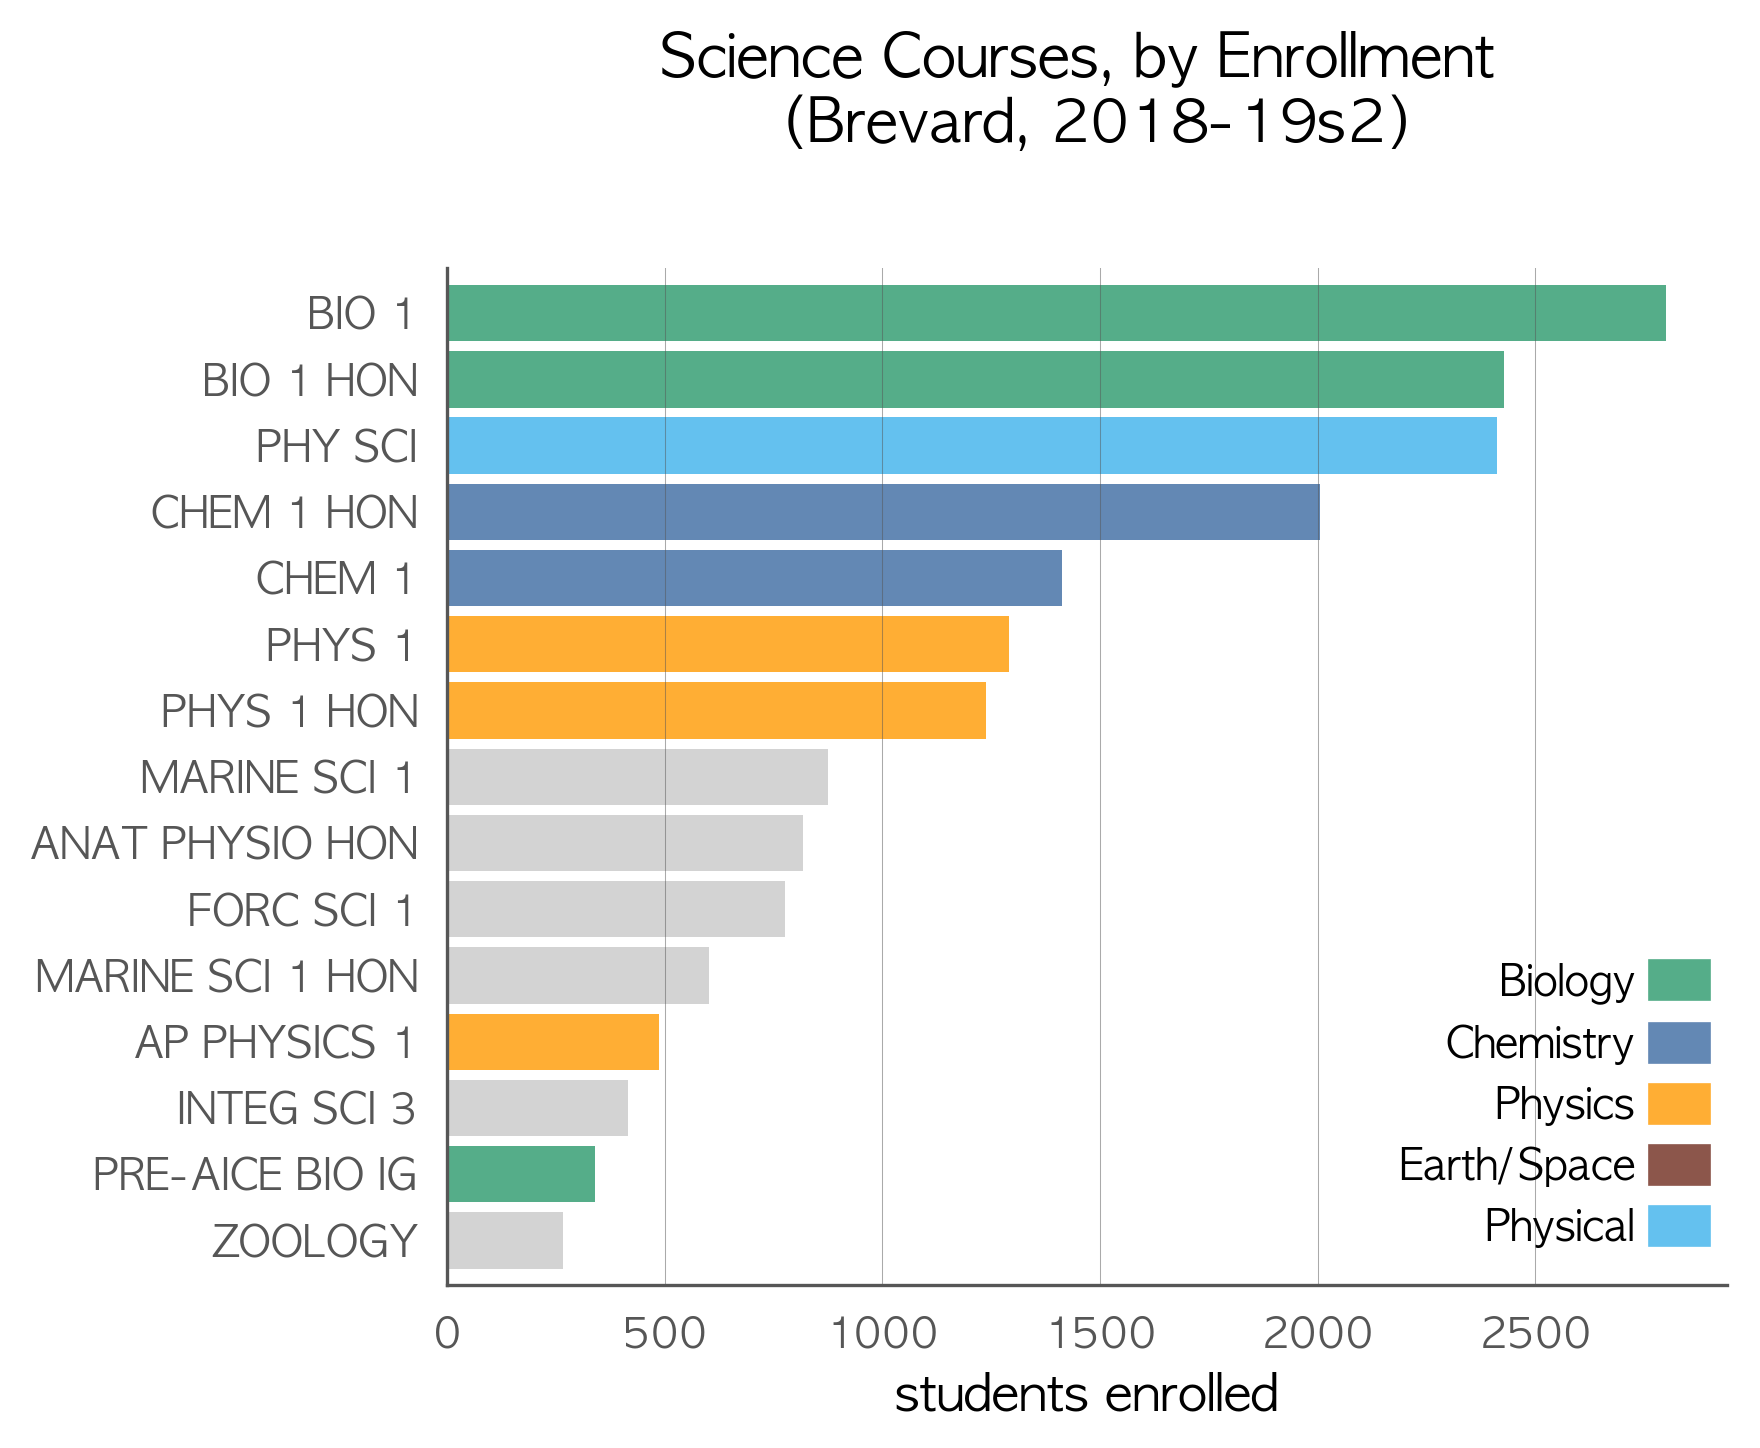 Science Courses, by Enrollment
(Brevard, 2018-19s2)
BIO 1
BIO 1 HON
PHY SCI
CHEM 1 HON
CHEM 1
PHYS 1
PHYS 1 HON
MARINE SCI 1
ANAT PHYSIO HON
FORC SCI 1
MARINE SCI 1 HON
AP PHYSICS 1
INTEG SCI 3
PRE-AICE BIO IG
ZOOLOGY
Biology
Chemistry
Physics
Earth/Space
Physical
0 500 1000 1500 2000 2500
students enrolled